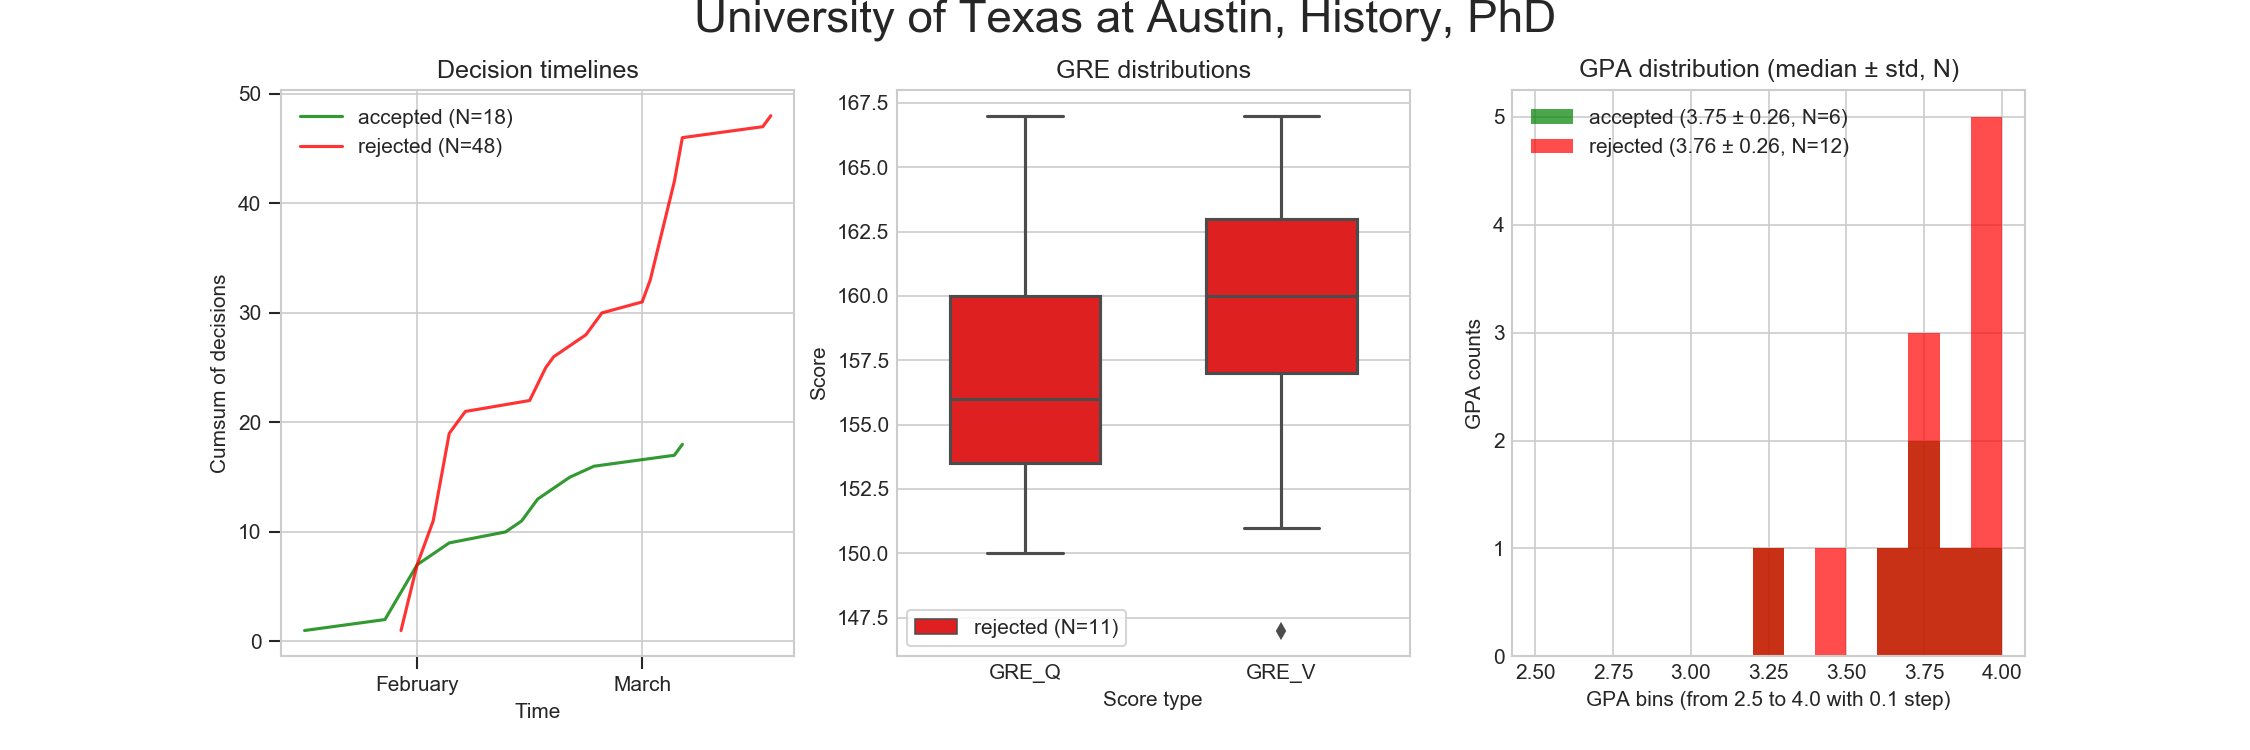 University of Texas at Austin, History, PhD
Decision timelines
50
40
30
20
10
0
Cumsum of decisions
accepted (N=18)
rejected (N=48)
February
March
Time
GRE distributions
167.5
165.0
162.5
160.0
157.5
155.0
152.5
150.0
147.5
Score
rejected (N=11)
GRE_Q
GRE_V
Score type
GPA distribution (median ± std, N)
5
4
3
2
1
0
GPA counts
accepted (3.75 ± 0.26, N=6)
rejected (3.76 ± 0.26, N=12)
2.50
2.75
3.00
3.25
3.50
3.75
4.00
GPA bins (from 2.5 to 4.0 with 0.1 step)